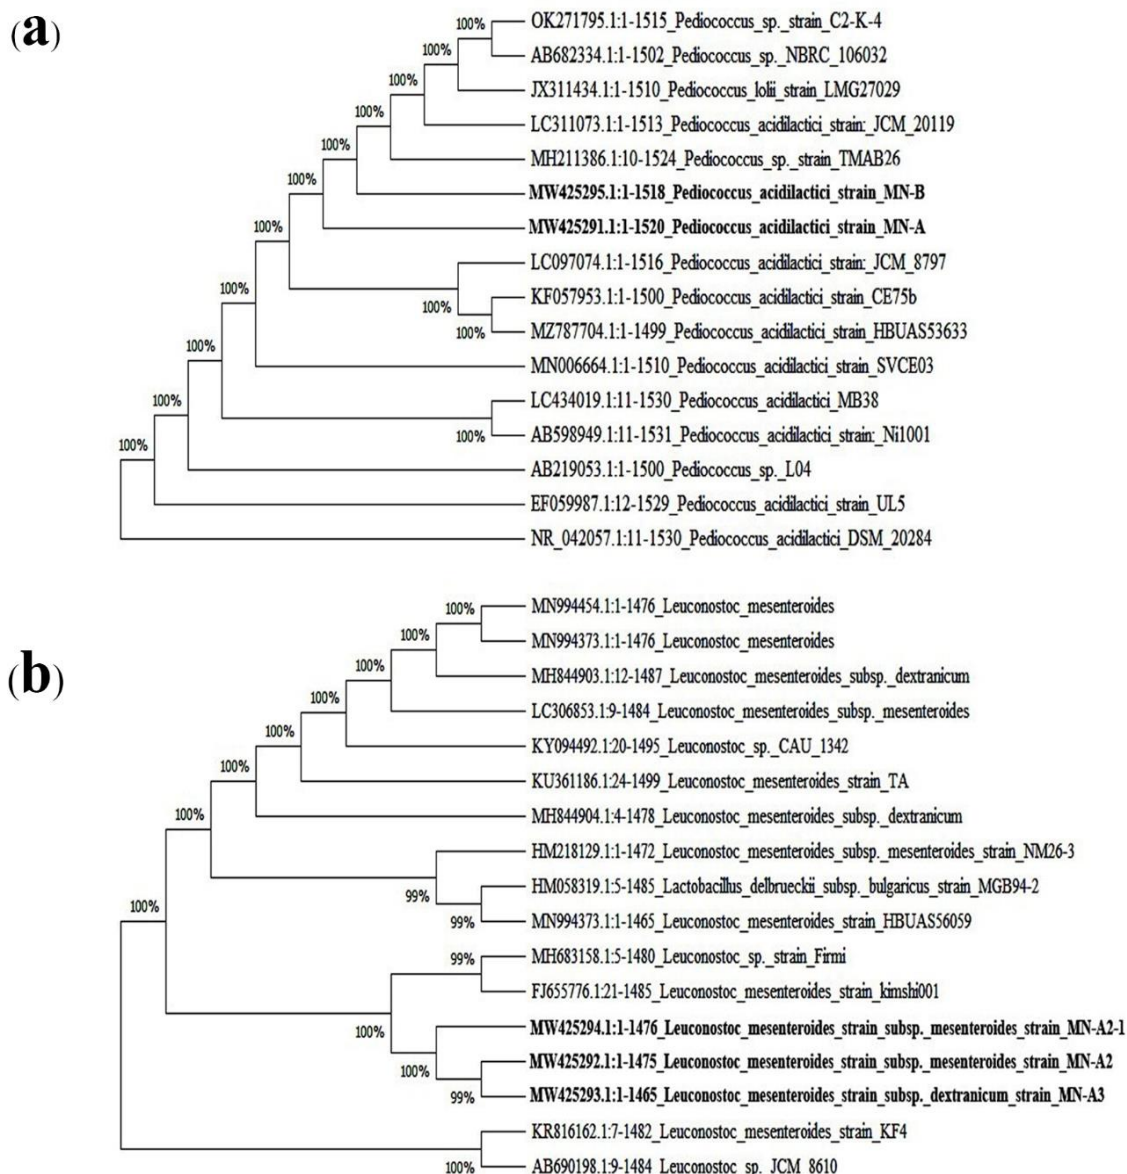 (a)
100% OK271795.1:1-1515_Pediococcus_sp._strain_C2-K-4
100% AB682334.1:1-1502_Pediococcus_sp._NBRC_106032
100% JX311434.1:1-1510_Pediococcus_lolii_strain_LMG27029
100% LC311073.1:1-1513_Pediococcus_acidilactici_strain:_JCM_20119
100% MH211386.1:10-1524_Pediococcus_sp._strain_TMAB26
100% MW425295.1:1-1518_Pediococcus_acidilactici_strain_MN-B
100% MW425291.1:1-1520_Pediococcus_acidilactici_strain_MN-A
LC097074.1:1-1516_Pediococcus_acidilactici_strain:_JCM_8797
100% KF057953.1:1-1500_Pediococcus_acidilactici_strain_CE75b
100% 100% MZ787704.1:1-1499_Pediococcus_acidilactici_strain_HBUAS53633
100% MN006664.1:1-1510_Pediococcus_acidilactici_strain_SVCE03
100% LC434019.1:11-1530_Pediococcus_acidilactici_MB38
100% AB598949.1:11-1531_Pediococcus_acidilactici_strain:_Ni1001
100% AB219053.1:1-1500_Pediococcus_sp._L04
EF059987.1:12-1529_Pediococcus_acidilactici_strain_UL5
NR_042057.1:11-1530_Pediococcus_acidilactici_DSM_20284
(b)
100% MN994454.1:1-1476_Leuconostoc_mesenteroides
100% MN994373.1:1-1476_Leuconostoc_mesenteroides
100% MH844903.1:12-1487_Leuconostoc_mesenteroides_subsp._dextranicum
100% LC306853.1:9-1484_Leuconostoc_mesenteroides_subsp._mesenteroides
100% KY094492.1:20-1495_Leuconostoc_sp._CAU_1342
100% KU361186.1:24-1499_Leuconostoc_mesenteroides_strain_TA
100% MH844904.1:4-1478_Leuconostoc_mesenteroides_subsp._dextranicum
HM218129.1:1-1472_Leuconostoc_mesenteroides_subsp._mesenteroides_strain_NM26-3
99% HM058319.1:5-1485_Lactobacillus_delbrueckii_subsp._bulgaricus_strain_MGB94-2
100% 99% MN994373.1:1-1465_Leuconostoc_mesenteroides_strain_HBUAS56059
99% MH683158.1:5-1480_Leuconostoc_sp._strain_Firmi
FJ655776.1:21-1485_Leuconostoc_mesenteroides_strain_kimshi001
100% MW425294.1:1-1476_Leuconostoc_mesenteroides_strain_subsp._mesenteroides_strain_MN-A2-1
100% MW425292.1:1-1475_Leuconostoc_mesenteroides_strain_subsp._mesenteroides_strain_MN-A2
99% MW425293.1:1-1465_Leuconostoc_mesenteroides_strain_subsp._dextranicum_strain_MN-A3
KR816162.1:7-1482_Leuconostoc_mesenteroides_strain_KF4
100% AB690198.1:9-1484_Leuconostoc_sp._JCM_8610